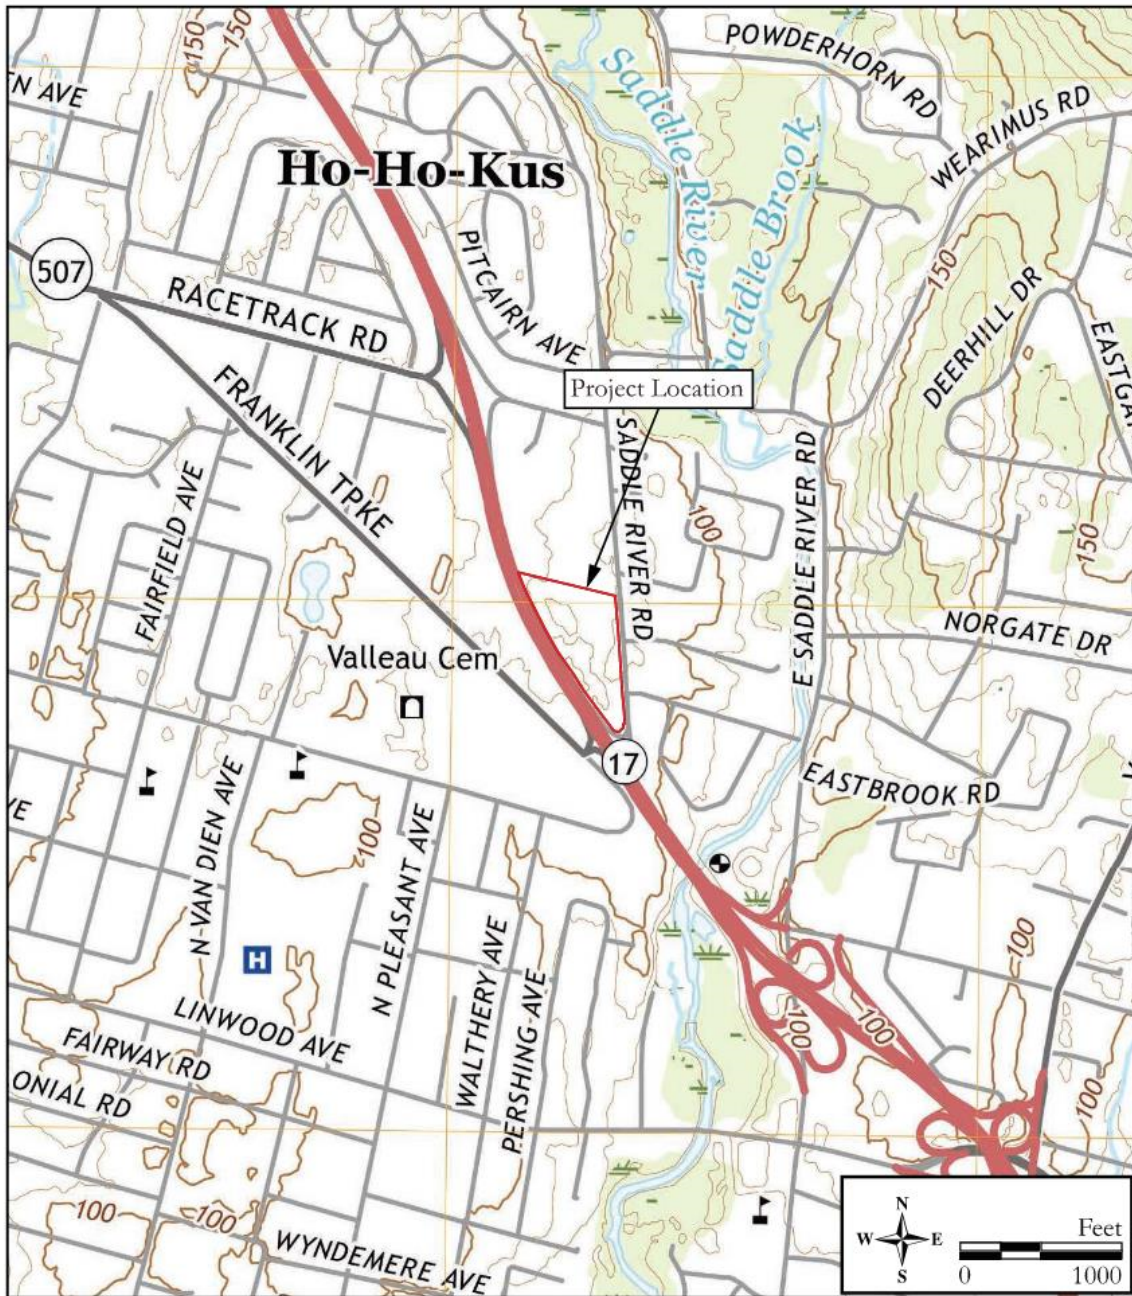 150
150
POWDERHORN RD
EN AVE
Saddle River
Saddle Brook
WEARIMUS RD
Ho-Ho-Kus
PITCAIRN AVE
150
507
RACETRACK RD
DEERHILL DR
FRANKLIN TPKE
Project Location
SADDLE RIVER RD
E SADDLE RIVER RD
FAIRFIELD AVE
100
150
NORGATE DR
Valleau Cem
17
EASTBROOK RD
N VAN DIEN AVE
100
N PLEASANT AVE
WALTHERY AVE
PERSHING AVE
H
100
LINWOOD AVE
FAIRWAY RD
ONIAL RD
100
100
100
100
100
WYNDEMERE AVE
N
W E
S
Feet
0 1000